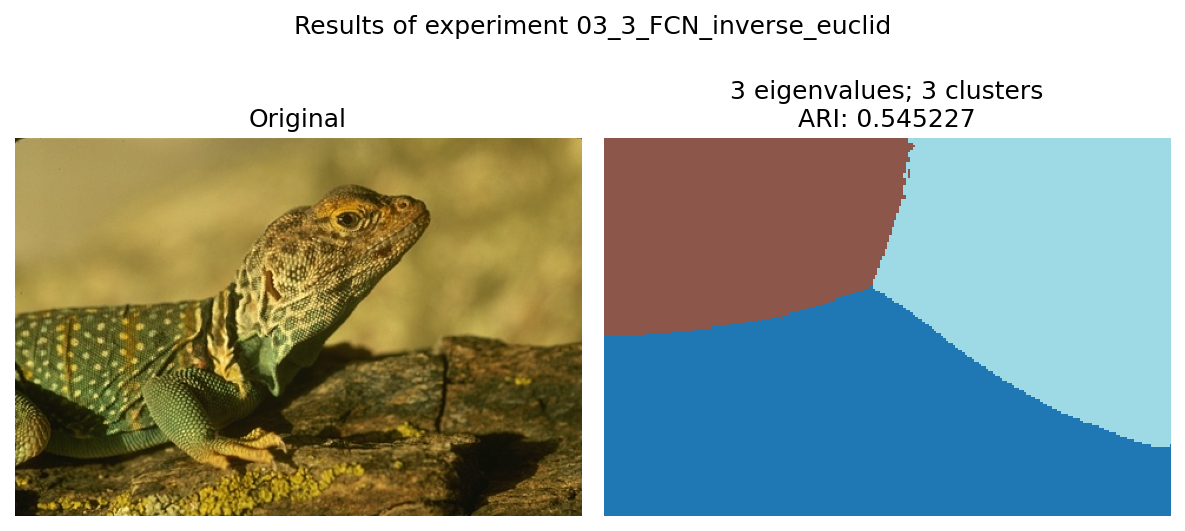 Results of experiment 03_3_FCN_inverse_euclid
Original
3 eigenvalues; 3 clusters
ARI: 0.545227